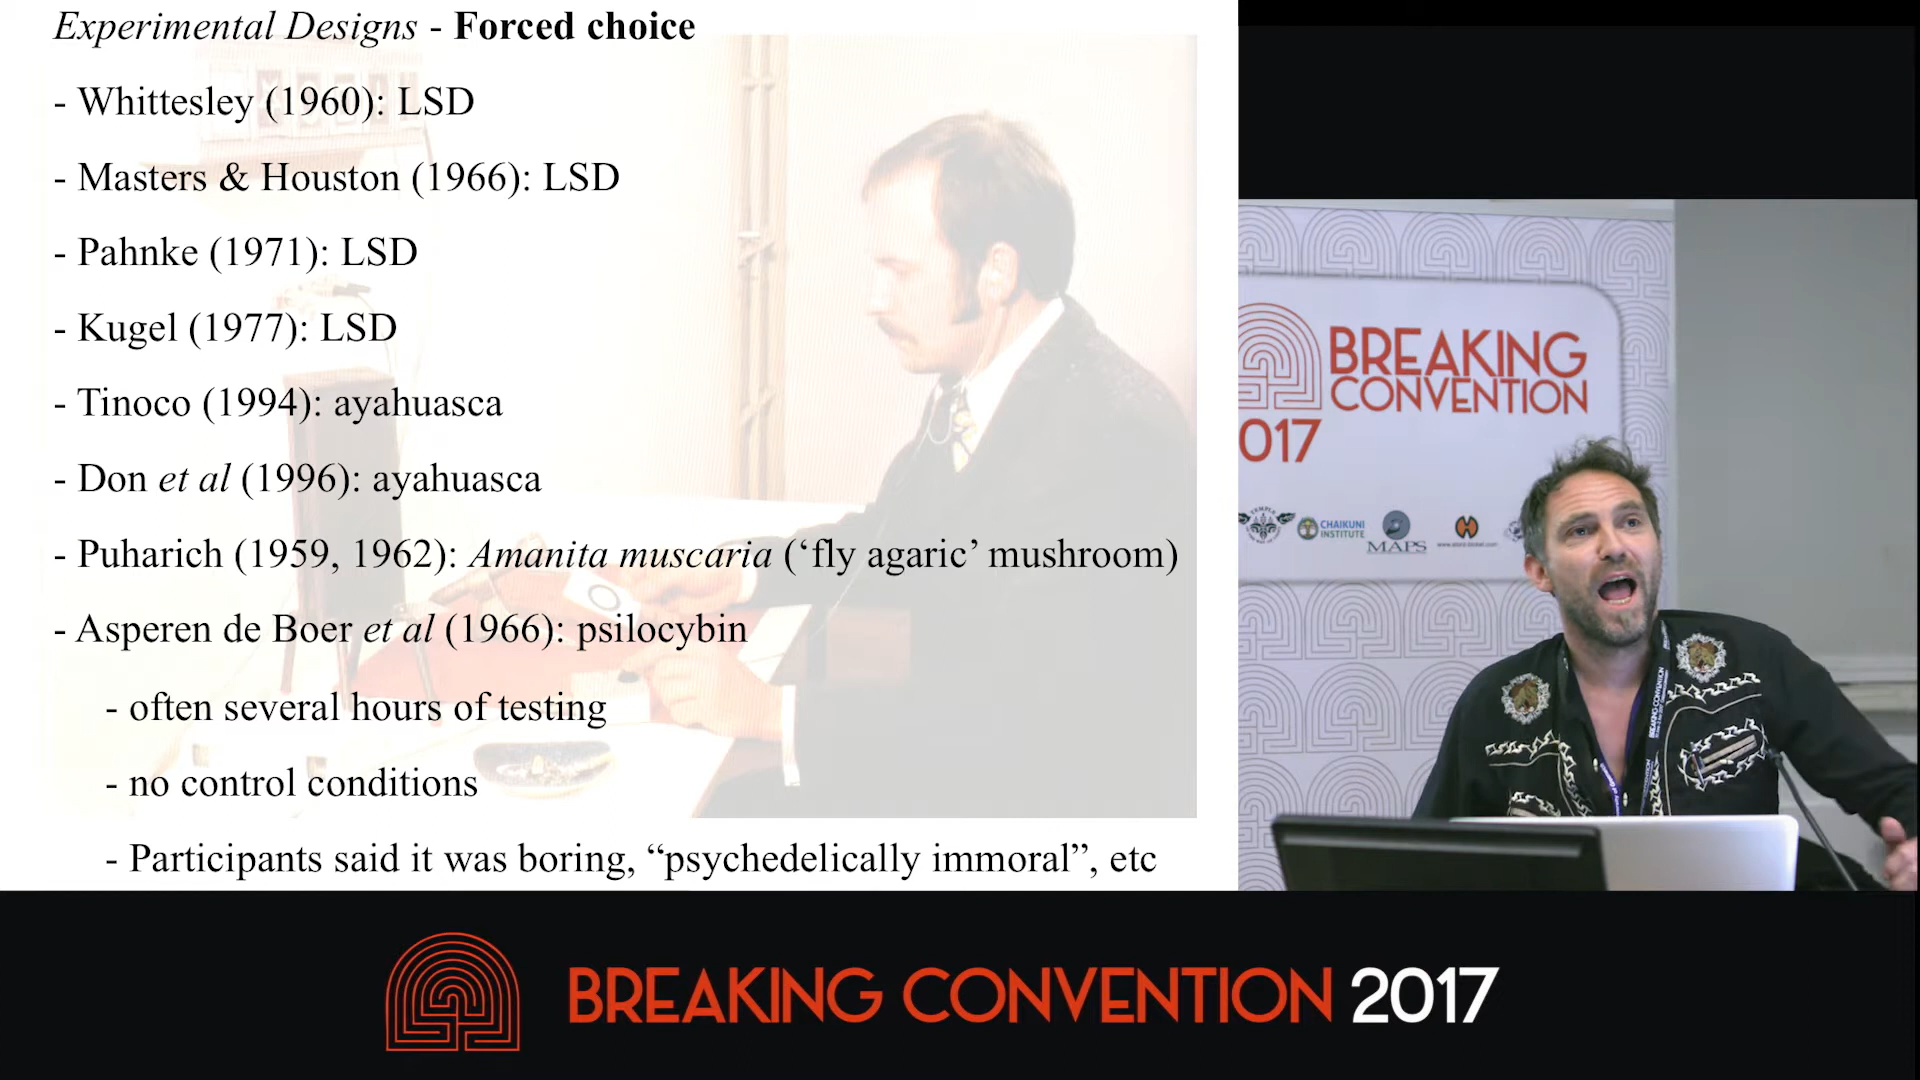 Experimental Designs - Forced choice
- Whittesley (1960): LSD
- Masters & Houston (1966): LSD
- Pahnke (1971): LSD
- Kugel (1977): LSD
- Tinoco (1994): ayahuasca
- Don et al (1996): ayahuasca
- Puharich (1959, 1962): Amanita muscaria (‘fly agaric’ mushroom)
- Asperen de Boer et al (1966): psilocybin
- often several hours of testing
- no control conditions
- Participants said it was boring, “psychedelically immoral”, etc
BREAKING
CONVENTION
017
TEMPLE
CHAIKUNI
INSTITUTE
MAPS
BREAKING CONVENTION
BREAKING CONVENTION 2017